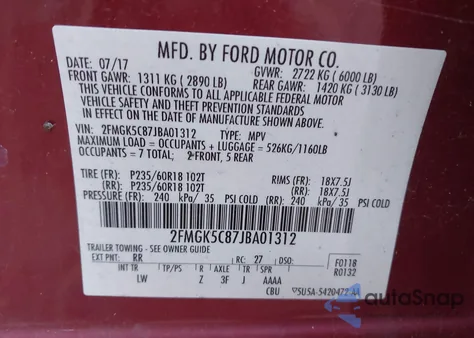 MFD. BY FORD MOTOR CO.
DATE: 07/17 GVWR: 2722 KG ( 6000 LB)
FRONT GAWR: 1311 KG ( 2890 LB) REAR GAWR: 1420 KG ( 3130 LB)
THIS VEHICLE CONFORMS TO ALL APPLICABLE FEDERAL MOTOR
VEHICLE SAFETY AND THEFT PREVENTION STANDARDS
IN EFFECT ON THE DATE OF MANUFACTURE SHOWN ABOVE.
VIN: 2FMGK5C87JBA01312 TYPE: MPV
MAXIMUM LOAD = OCCUPANTS + LUGGAGE = 526KG/1160LB
OCCUPANTS = 7 TOTAL; 2 FRONT, 5 REAR
TIRE (FR): P235/60R18 102T RIMS (FR): 18X7.5J
(RR): P235/60R18 102T (RR): 18X7.5J
PRESSURE (FR): 240 kPa/ 35 PSI COLD (RR): 240 kPa/ 35 PSI COLD
2FMGK5C87JBA01312
TRAILER TOWING - SEE OWNER GUIDE
EXT PNT: RR RC: 27 DSO: F0118
R0132
INT TR TP/PS R AXLE TR SPR
LW Z 3F J AAAA
CBU
autoSnap